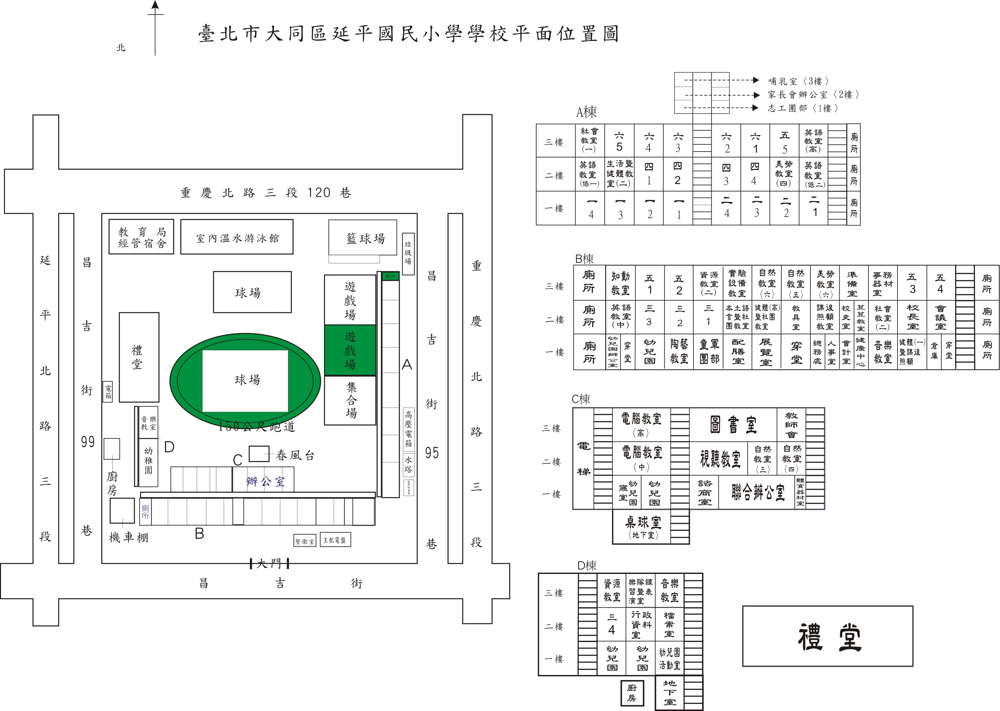 臺北市大同區延平國民小學學校平面位置圖
北
重慶北路三段120巷
延平北路三段
昌吉街99巷
昌吉街95巷
重慶北路三段
昌吉街
教育局
經管宿舍
室內溫水游泳館
籃球場
垃圾場
廁所
球場
遊戲場
遊戲場
集合場
禮堂
球場
150公尺跑道
電箱
音樂
教室
幼稚園
D
廚房
機車棚
春風台
C
辦公室
廁所
B
A
高壓電箱
水塔
低壓配電箱
警衛室
主配電盤
大門
哺乳室〈3樓〉
家長會辦公室〈2樓〉
志工團部〈1樓〉
A棟
三樓
社會
教室
(一)
六
5
六
4
六
3
六
2
六
1
五
5
英語
教室
(高)
廁所
二樓
英語
教室
(低一)
生活暨
健體教
室(二)
四
1
四
2
四
3
四
4
美勞
教室
(四)
英語
教室
(低二)
廁所
一樓
一
4
一
3
一
2
一
1
二
4
二
3
二
2
二
1
廁所
B棟
三樓
廁所
知動
教室
五
1
五
2
資源
教室
(二)
實驗
設備
教室
自然
教室
〈六〉
自然
教室
〈五〉
美勞
教室
〈六〉
準備室
事務
器材
室
五
3
五
4
廁所
二樓
廁所
英語
教室
(中)
三
3
三
2
三
1
本土語
言暨社
團教室
健體(高)
暨社團
教室
教具室
課後
照顧
教室
校史室
荳荳教室
社會
教室
(二)
校長室
會議室
廁所
一樓
廁所
幼兒園辦公室
穿堂
幼兒園
陶藝
教室
童軍
團部
配膳室
展覽室
穿堂
總務處
人事室
會計室
健康中心
音樂
教室
健體(一)
暨課後
照顧
倉庫
穿堂
廁所
C棟
三樓
電梯
電腦教室
〈高〉
圖書室
教師會
二樓
電腦教室
〈中〉
視聽教室
自然
教室
〈三〉
自然
教室
〈四〉
一樓
幼兒園
寢室
幼兒園
諮商室
聯合辦公室
體育器材室
桌球室
〈地下室〉
D棟
三樓
資源
教室
樂隊練
習暨表
演室
音樂
教室
二樓
三
4
行政
資料
室
檔案室
一樓
幼兒園
幼兒園
幼兒園
活動室
廚房
地下室
禮堂